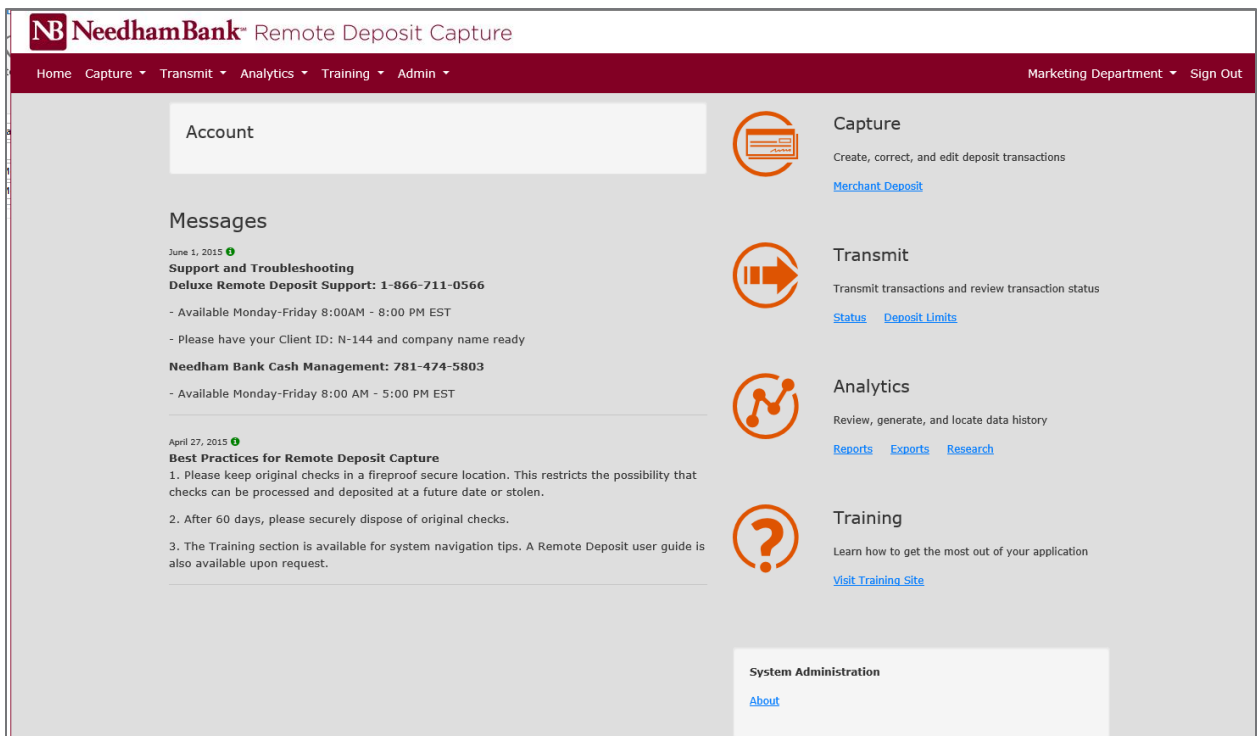 NB NeedhamBank℠ Remote Deposit Capture
Home Capture Transmit Analytics Training Admin Marketing Department Sign Out
Account
Messages
June 1, 2015
Support and Troubleshooting
Deluxe Remote Deposit Support: 1-866-711-0566
- Available Monday-Friday 8:00AM - 8:00 PM EST
- Please have your Client ID: N-144 and company name ready
Needham Bank Cash Management: 781-474-5803
- Available Monday-Friday 8:00 AM - 5:00 PM EST
April 27, 2015
Best Practices for Remote Deposit Capture
1. Please keep original checks in a fireproof secure location. This restricts the possibility that
checks can be processed and deposited at a future date or stolen.
2. After 60 days, please securely dispose of original checks.
3. The Training section is available for system navigation tips. A Remote Deposit user guide is
also available upon request.
Capture
Create, correct, and edit deposit transactions
Merchant Deposit
Transmit
Transmit transactions and review transaction status
Status Deposit Limits
Analytics
Review, generate, and locate data history
Reports Exports Research
Training
Learn how to get the most out of your application
Visit Training Site
System Administration
About